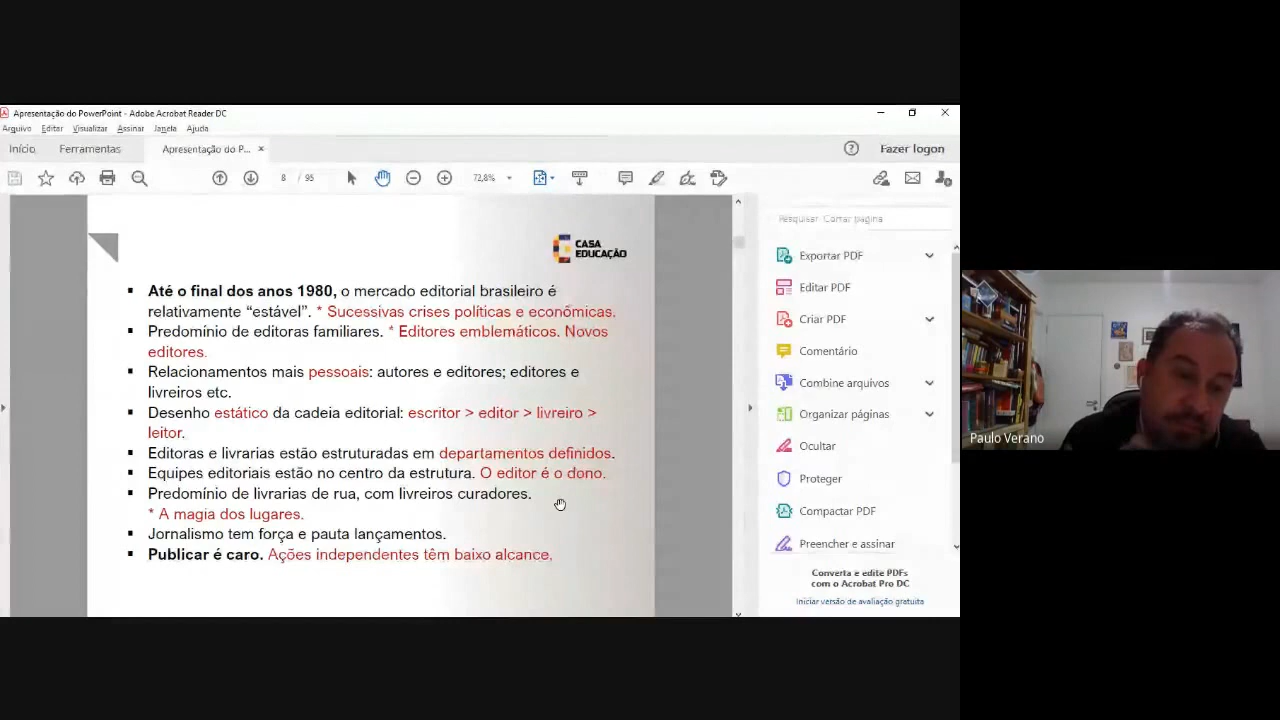 Apresentação do PowerPoint - Adobe Acrobat Reader DC
Arquivo Editar Visualizar Assinar Janela Ajuda
Início Ferramentas Apresentação do P... × Fazer logon
8 / 95 72,8%
CASA
EDUCAÇÃO
Até o final dos anos 1980, o mercado editorial brasileiro é
relativamente “estável”. * Sucessivas crises políticas e econômicas.
Predomínio de editoras familiares. * Editores emblemáticos. Novos
editores.
Relacionamentos mais pessoais: autores e editores; editores e
livreiros etc.
Desenho estático da cadeia editorial: escritor > editor > livreiro >
leitor.
Editoras e livrarias estão estruturadas em departamentos definidos.
Equipes editoriais estão no centro da estrutura. O editor é o dono.
Predomínio de livrarias de rua, com livreiros curadores.
* A magia dos lugares.
Jornalismo tem força e pauta lançamentos.
Publicar é caro. Ações independentes têm baixo alcance.
Pesquisar página
Exportar PDF
Editar PDF
Criar PDF
Comentário
Combine arquivos
Organizar páginas
Ocultar
Proteger
Compactar PDF
Preencher e assinar
Converta e edite PDFs
com o Acrobat Pro DC
Iniciar versão de avaliação gratuita
Paulo Verano